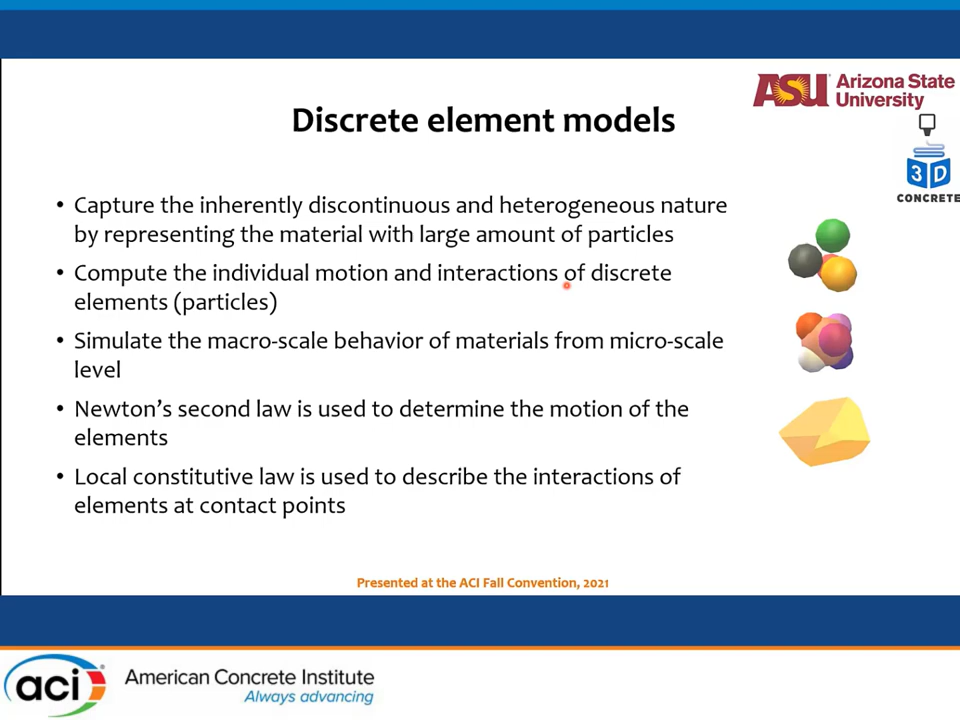 ASU Arizona State
University
Discrete element models
3D
CONCRETE
• Capture the inherently discontinuous and heterogeneous nature
by representing the material with large amount of particles
• Compute the individual motion and interactions of discrete
elements (particles)
• Simulate the macro-scale behavior of materials from micro-scale
level
• Newton's second law is used to determine the motion of the
elements
• Local constitutive law is used to describe the interactions of
elements at contact points
Presented at the ACI Fall Convention, 2021
aci American Concrete Institute
Always advancing